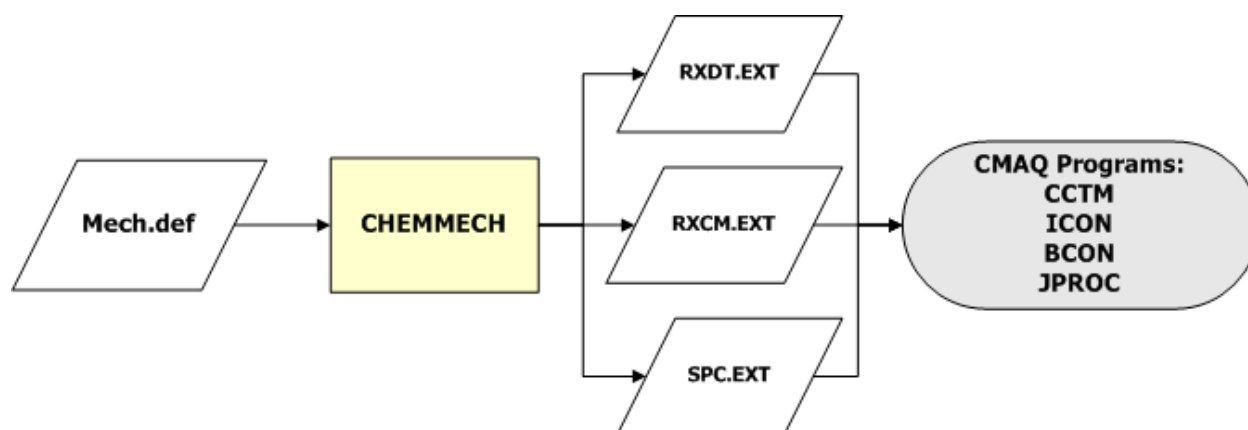 Mech.def
CHEMMECH
RXDT.EXT
RXCM.EXT
SPC.EXT
CMAQ Programs:
CCTM
ICON
BCON
JPROC